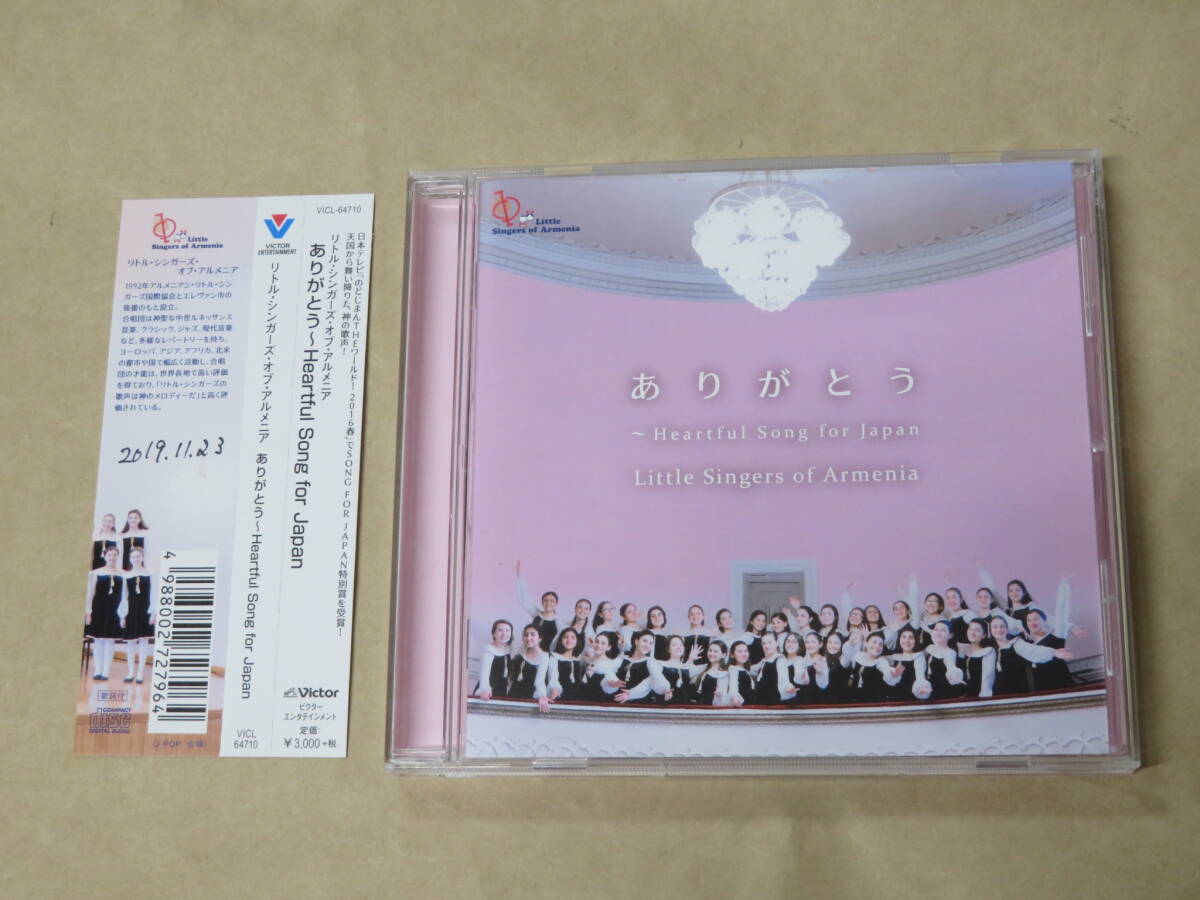 Little
Singers of Armenia
リトル・シンガーズ・
オブ・アルメニア
1992年アルメニアン・リトル・シン
ガーズ国際協会とエレヴァン市の
後援のもと設立。
合唱団は神聖な中世ルネッサンス
音楽、クラシック、ジャズ、現代音楽
など、多様なレパートリーを持ち、
ヨーロッパ、アジア、アフリカ、北米
の都市や国で幅広く活動し、合唱
団の才能は、世界各地で高い評価
を得ており、「リトル・シンガーズの
歌声は神のメロディーだ」と高く評
価されている。
2019.11.23
4 988002 727964
歌詞付
COMPACT
disc
DIGITAL AUDIO
(J-POP 合唱)
VICTOR
ENTERTAINMENT
リトル・シンガーズ・オブ・アルメニア ありがとう~Heartful Song for Japan
VICL
64710
VICL-64710
日本テレビ「のどじまんTHEワールド!2016春」でSONG FOR JAPAN特別賞を受賞!
天国から舞い降りた、神の歌声!
リトル・シンガーズ・オブ・アルメニア
ありがとう~Heartful Song for Japan
Victor
ビクター
エンタテインメント
定価:
¥3,000+税
Little
Singers of Armenia
ありがとう
~Heartful Song for Japan
Little Singers of Armenia